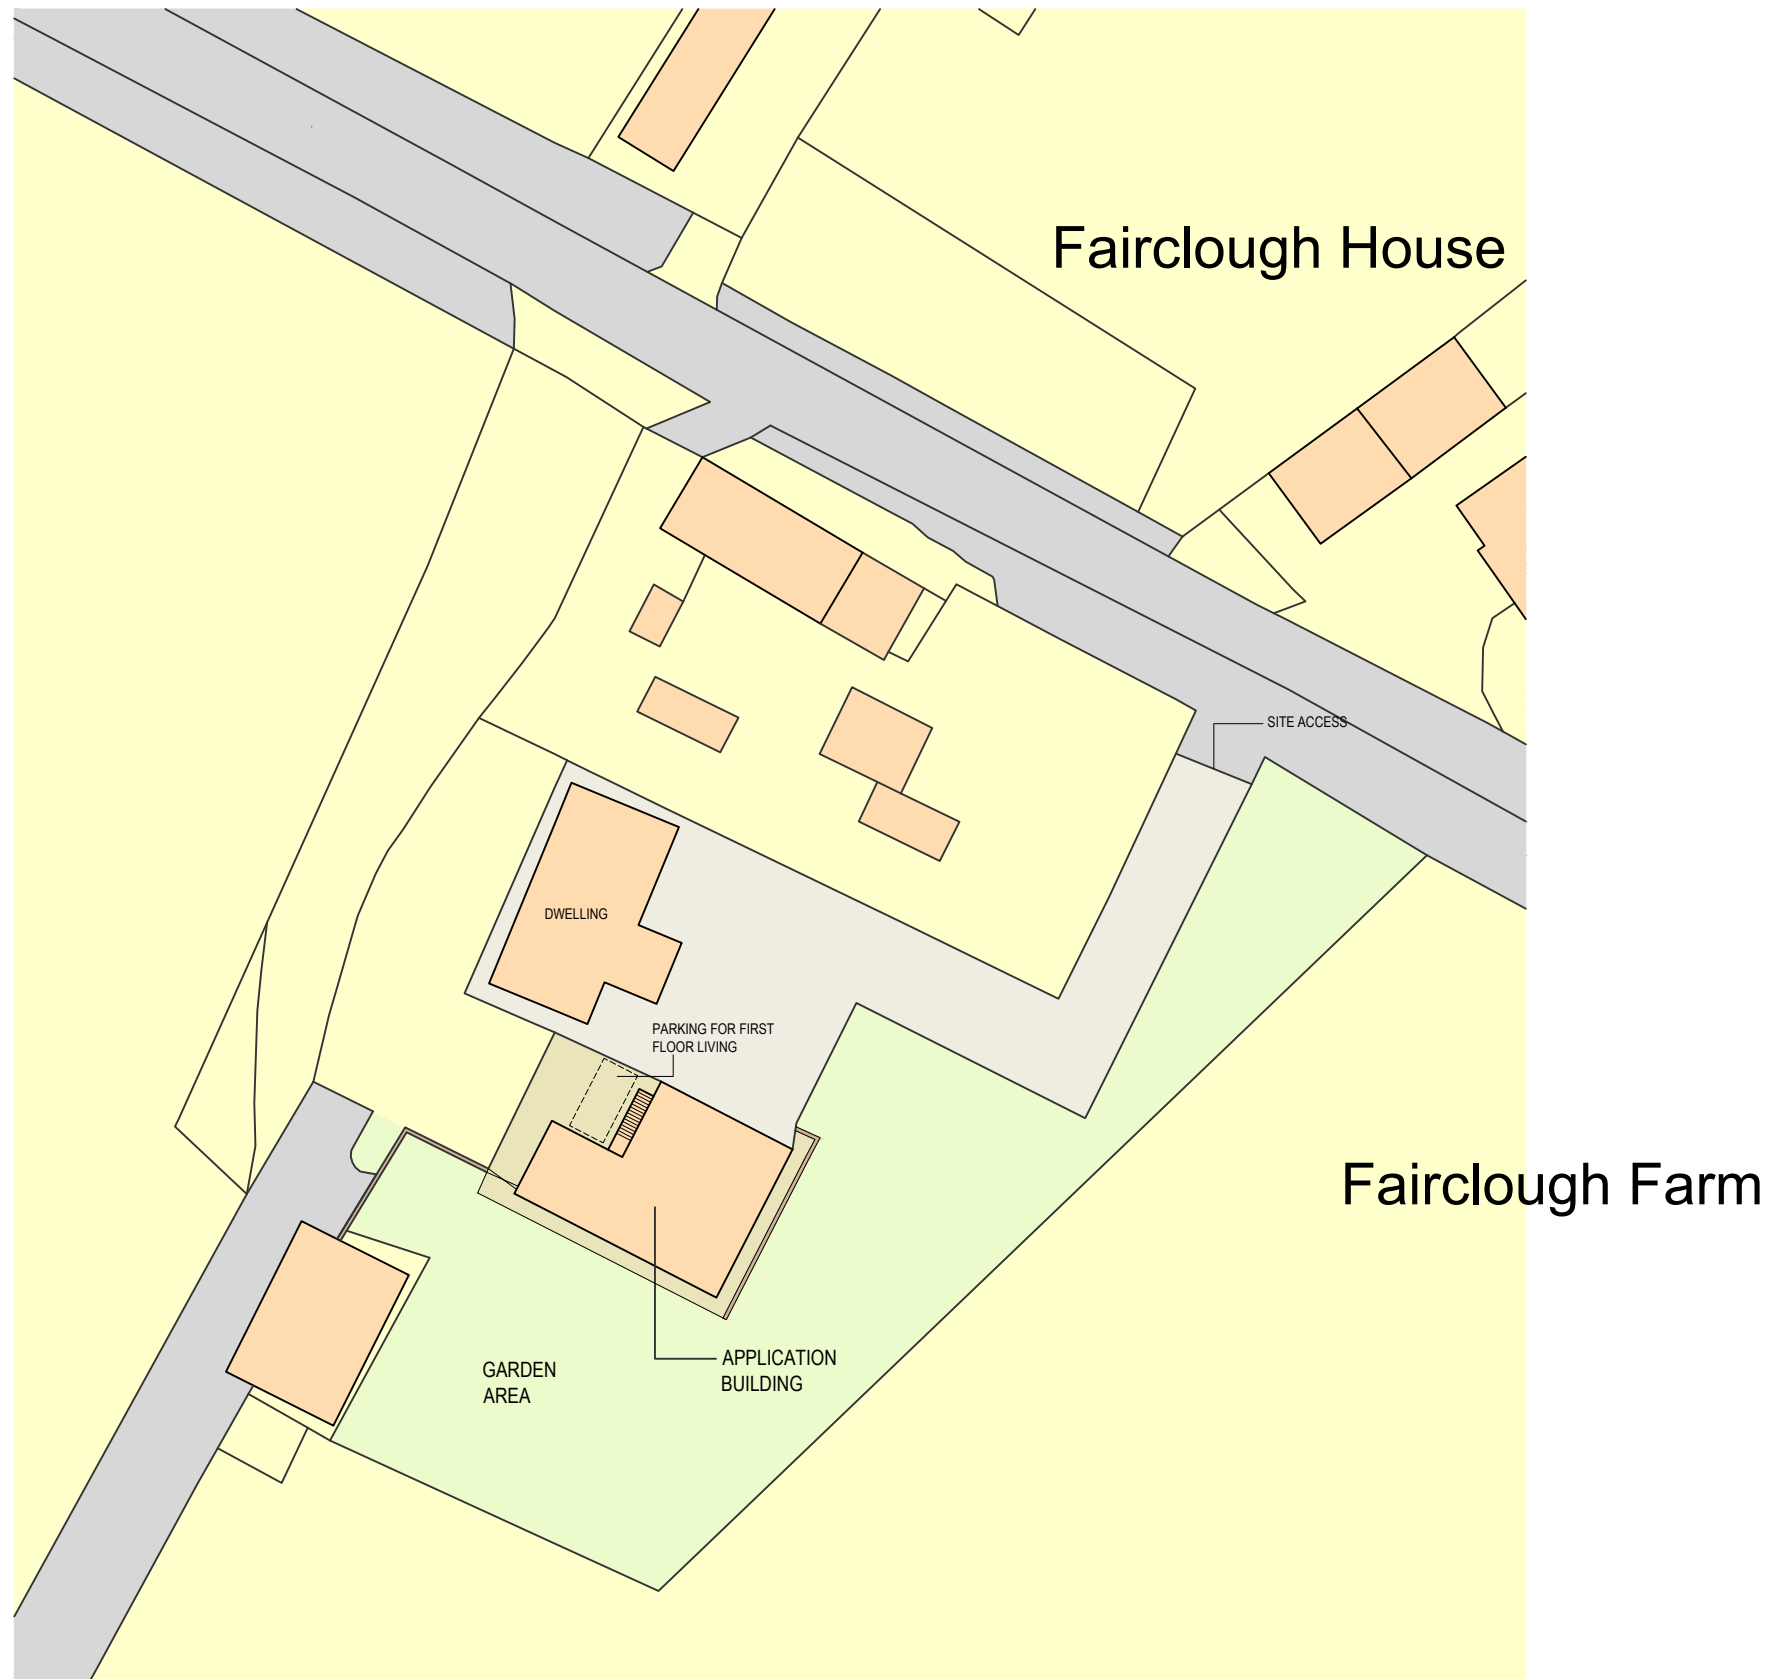 Fairclough House
SITE ACCESS
DWELLING
PARKING FOR FIRST
FLOOR LIVING
Fairclough Farm
APPLICATION
BUILDING
GARDEN
AREA